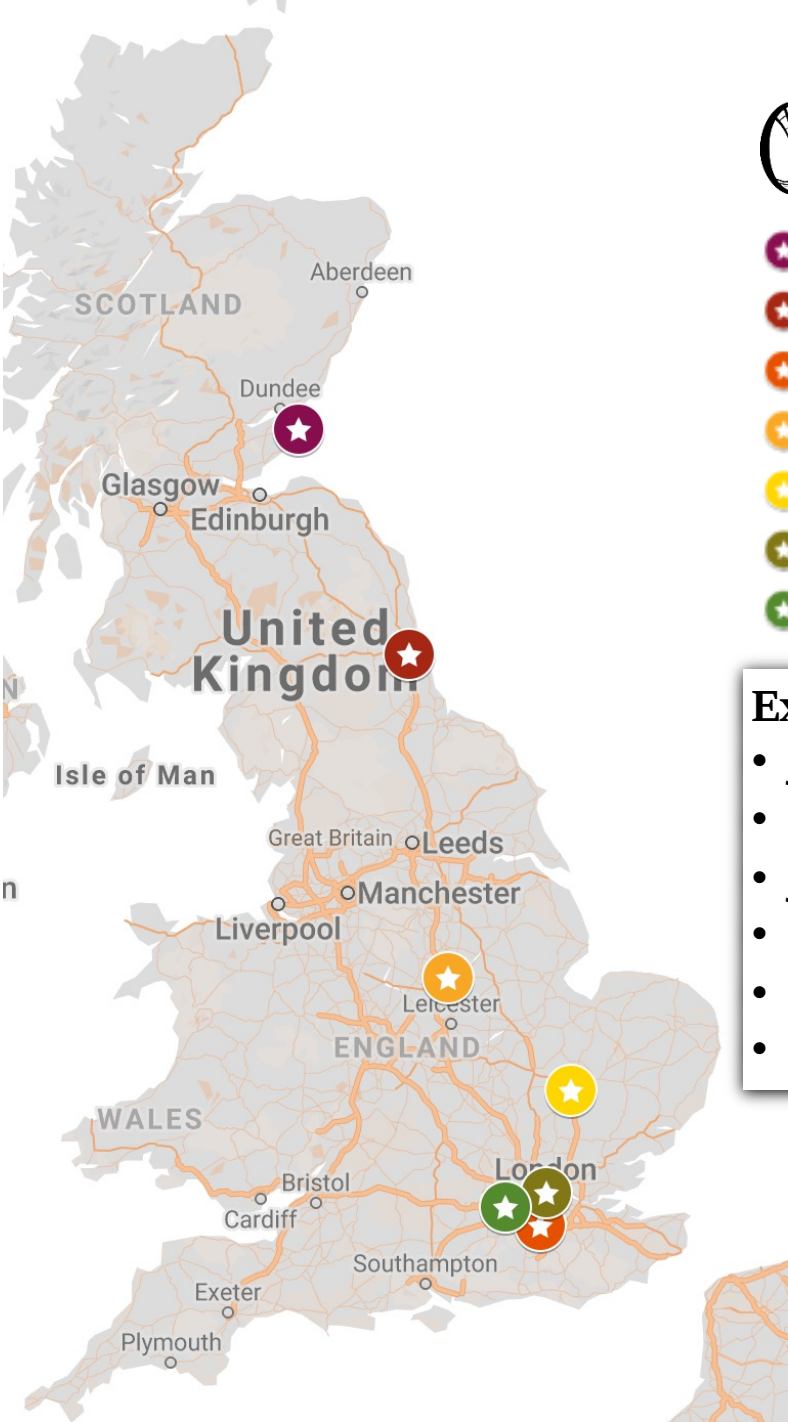 Aberdeen
SCOTLAND
Dundee
Glasgow
Edinburgh
United
Kingdom
N
Isle of Man
Great Britain
Leeds
n
Manchester
Liverpool
Leicester
ENGLAND
WALES
London
Bristol
Cardiff
Southampton
Exeter
Plymouth
Ex